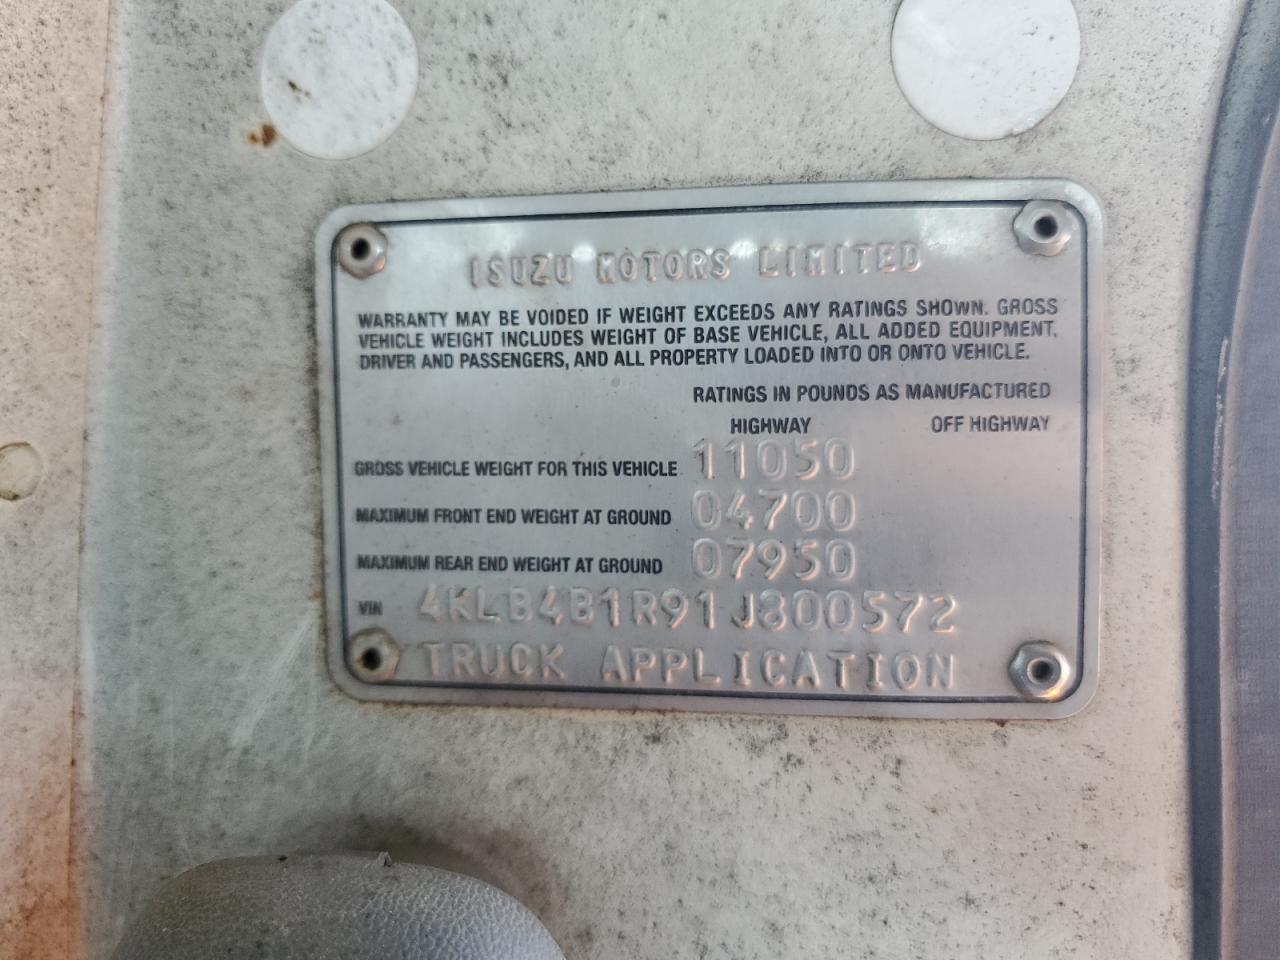 ISUZU MOTORS LIMITED
WARRANTY MAY BE VOIDED IF WEIGHT EXCEEDS ANY RATINGS SHOWN. GROSS
VEHICLE WEIGHT INCLUDES WEIGHT OF BASE VEHICLE, ALL ADDED EQUIPMENT,
DRIVER AND PASSENGERS, AND ALL PROPERTY LOADED INTO OR ONTO VEHICLE.
RATINGS IN POUNDS AS MANUFACTURED
HIGHWAY OFF HIGHWAY
GROSS VEHICLE WEIGHT FOR THIS VEHICLE 11050
MAXIMUM FRONT END WEIGHT AT GROUND 04700
MAXIMUM REAR END WEIGHT AT GROUND 07950
VIN 4KLB4B1R91J800572
TRUCK APPLICATION